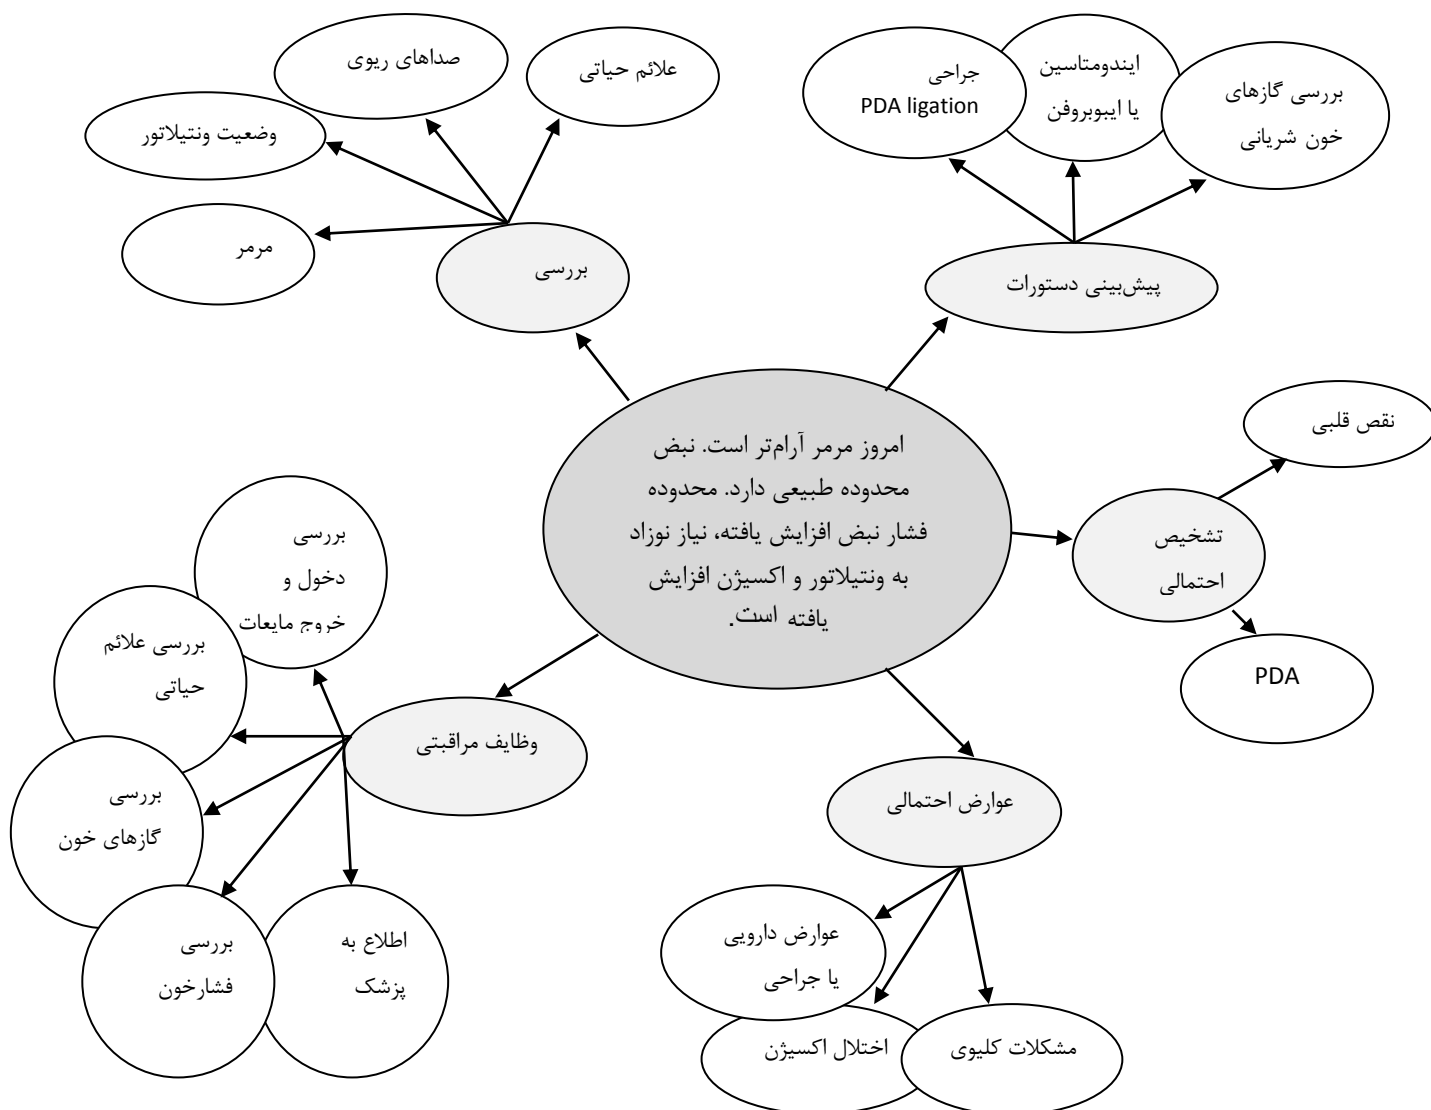 صداهای ریوی
علائم حیاتی
وضعیت ونتیلاتور
مرمر
بررسی
جراحی
PDA ligation
ایندومتاسین
یا ایبوبروفن
بررسی گازهای
خون شریانی
پیش‌بینی دستورات
امروز مرمر آرام‌تر است. نبض
محدوده طبیعی دارد. محدوده
فشار نبض افزایش یافته، نیاز نوزاد
به ونتیلاتور و اکسیژن افزایش
یافته است.
نقص قلبی
تشخیص
احتمالی
PDA
بررسی
دخول و
خروج مایعات
بررسی علائم
حیاتی
بررسی
گازهای خون
بررسی
فشارخون
اطلاع به
پزشک
وظایف مراقبتی
عوارض احتمالی
عوارض دارویی
یا جراحی
اختلال اکسیژن
مشکلات کلیوی